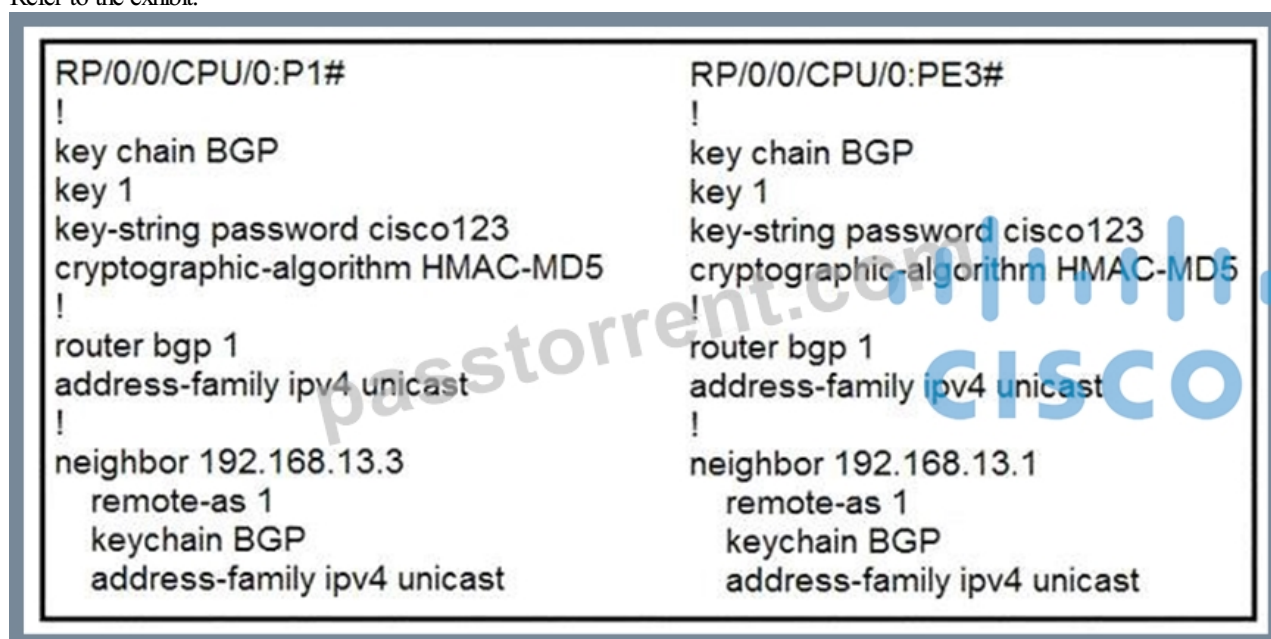 Refer to the exhibit.
RP/0/0/CPU/0:P1#
!
key chain BGP
key 1
key-string password cisco123
cryptographic-algorithm HMAC-MD5
!
router bgp 1
address-family ipv4 unicast
!
neighbor 192.168.13.3
remote-as 1
keychain BGP
address-family ipv4 unicast
RP/0/0/CPU/0:PE3#
!
key chain BGP
key 1
key-string password cisco123
cryptographic-algorithm HMAC-MD5
!
router bgp 1
address-family ipv4 unicast
!
neighbor 192.168.13.1
remote-as 1
keychain BGP
address-family ipv4 unicast
passtorrent.com
CISCO